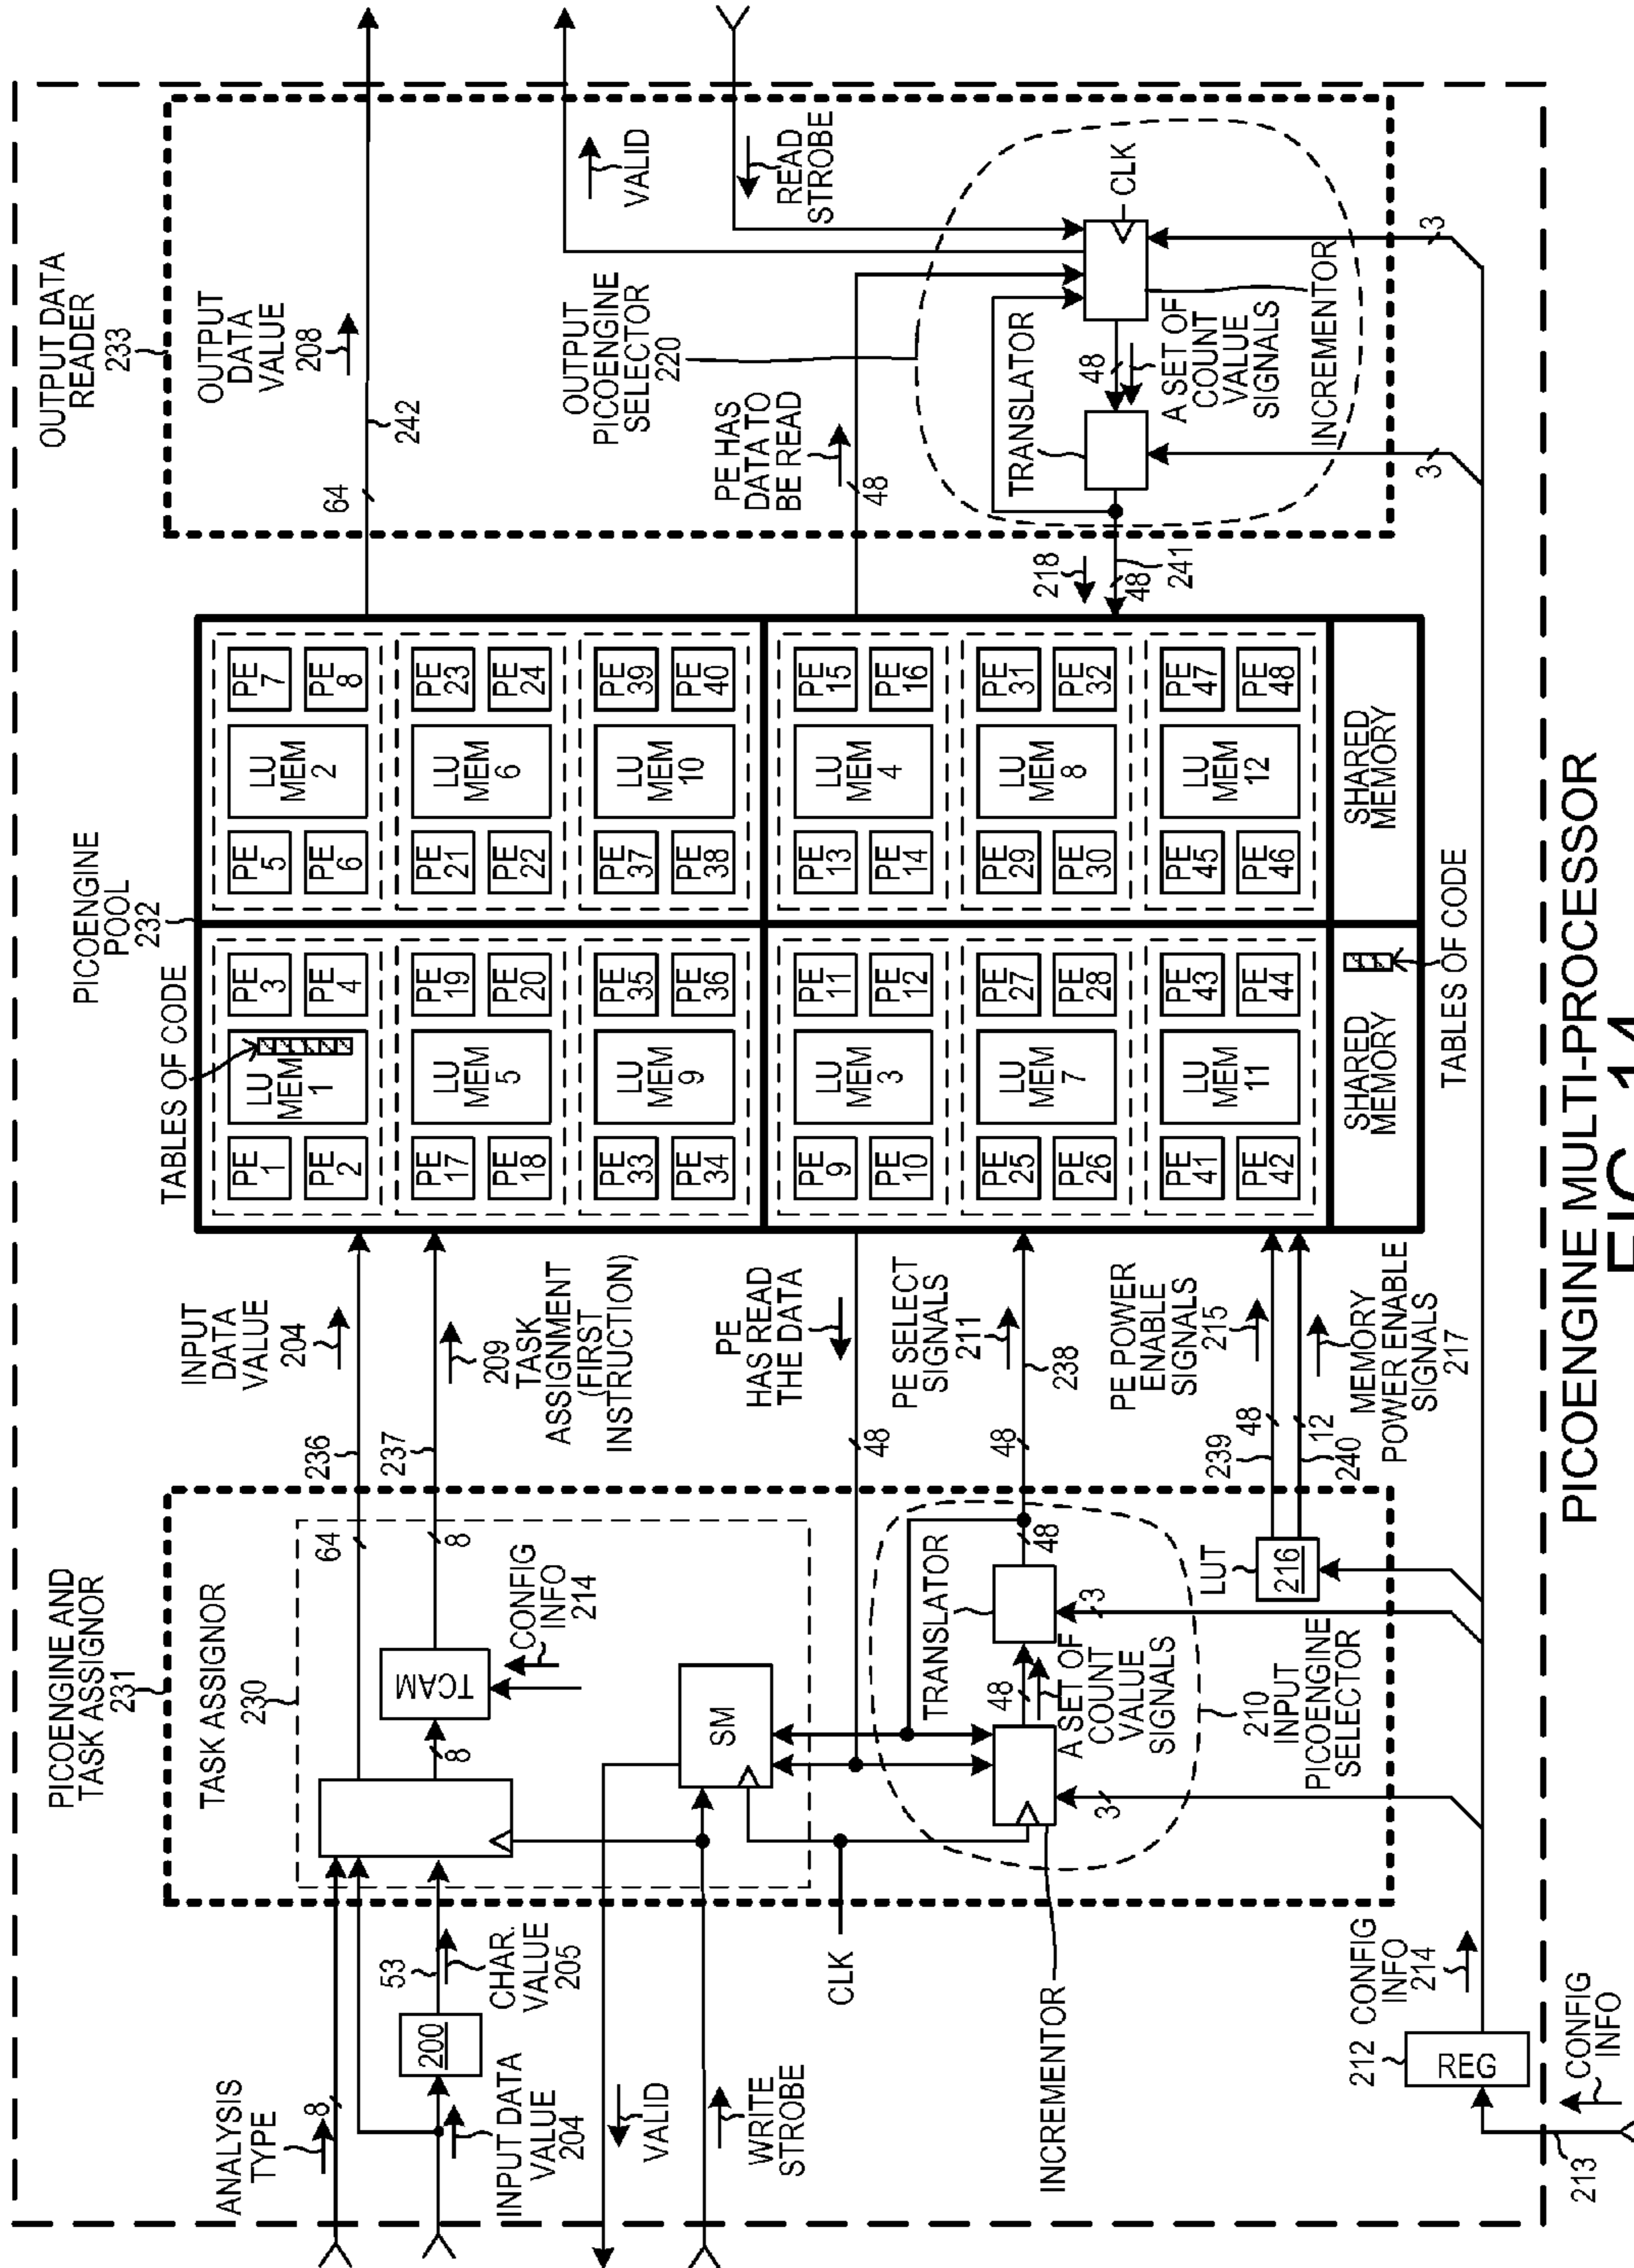 PICOENGINE AND
TASK ASSIGNOR
231
TASK ASSIGNOR
230
ANALYSIS
TYPE
8
INPUT DATA
VALUE
204
200
53
CHAR.
VALUE
205
VALID
WRITE
STROBE
CLK
INCREMENTOR
64
8
8
TCAM
CONFIG
INFO
214
SM
TRANSLATOR
48
48
3
3
A SET OF
COUNT
VALUE
SIGNALS
210
INPUT
PICOENGINE
SELECTOR
LUT
216
236
237
INPUT
DATA
VALUE
204
209
TASK
ASSIGNMENT
(FIRST
INSTRUCTION)
PE
HAS READ
THE DATA
48
PE SELECT
SIGNALS
211
48
238
PE POWER
ENABLE
SIGNALS
215
239
48
12
240
MEMORY
POWER ENABLE
SIGNALS
217
PICOENGINE
POOL
232
TABLES OF CODE
PE
1
PE
2
LU
MEM
1
PE
3
PE
4
PE
5
PE
6
LU
MEM
2
PE
7
PE
8
PE
17
PE
18
LU
MEM
5
PE
19
PE
20
PE
21
PE
22
LU
MEM
6
PE
23
PE
24
PE
33
PE
34
LU
MEM
9
PE
35
PE
36
PE
37
PE
38
LU
MEM
10
PE
39
PE
40
PE
9
PE
10
LU
MEM
3
PE
11
PE
12
PE
13
PE
14
LU
MEM
4
PE
15
PE
16
PE
25
PE
26
LU
MEM
7
PE
27
PE
28
PE
29
PE
30
LU
MEM
8
PE
31
PE
32
PE
41
PE
42
LU
MEM
11
PE
43
PE
44
PE
45
PE
46
LU
MEM
12
PE
47
PE
48
SHARED
MEMORY
SHARED
MEMORY
TABLES OF CODE
OUTPUT DATA
READER
233
OUTPUT
DATA
VALUE
208
64
242
OUTPUT
PICOENGINE
SELECTOR
220
VALID
READ
STROBE
PE HAS
DATA TO
BE READ
48
TRANSLATOR
48
A SET OF
COUNT
VALUE
SIGNALS
INCREMENTOR
CLK
218
48
241
3
3
212
REG
CONFIG
INFO
214
CONFIG
INFO
213
PICOENGINE MULTI-PROCESSOR
FIG. 14